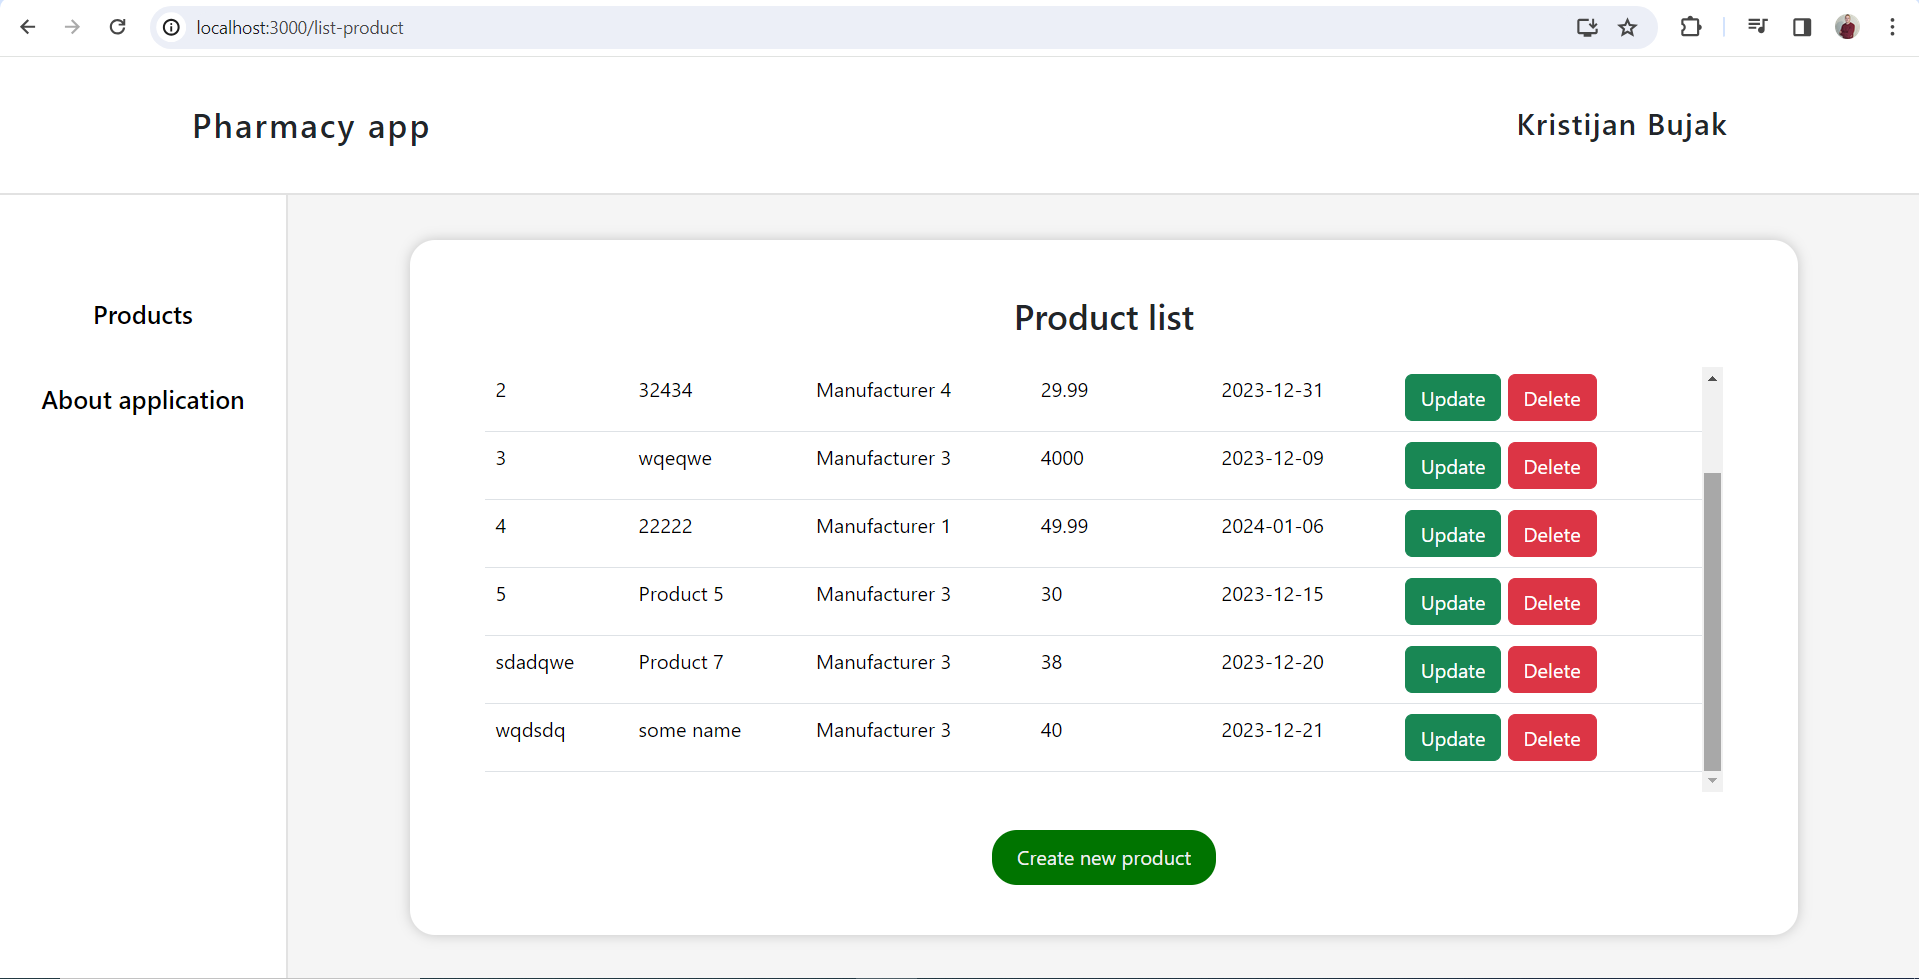 localhost:3000/list-product
Pharmacy app
Kristijan Bujak
Products
About application
Product list
2 32434 Manufacturer 4 29.99 2023-12-31 Update Delete
3 wqeqwe Manufacturer 3 4000 2023-12-09 Update Delete
4 22222 Manufacturer 1 49.99 2024-01-06 Update Delete
5 Product 5 Manufacturer 3 30 2023-12-15 Update Delete
sdadqwe Product 7 Manufacturer 3 38 2023-12-20 Update Delete
wqdsdq some name Manufacturer 3 40 2023-12-21 Update Delete
Create new product